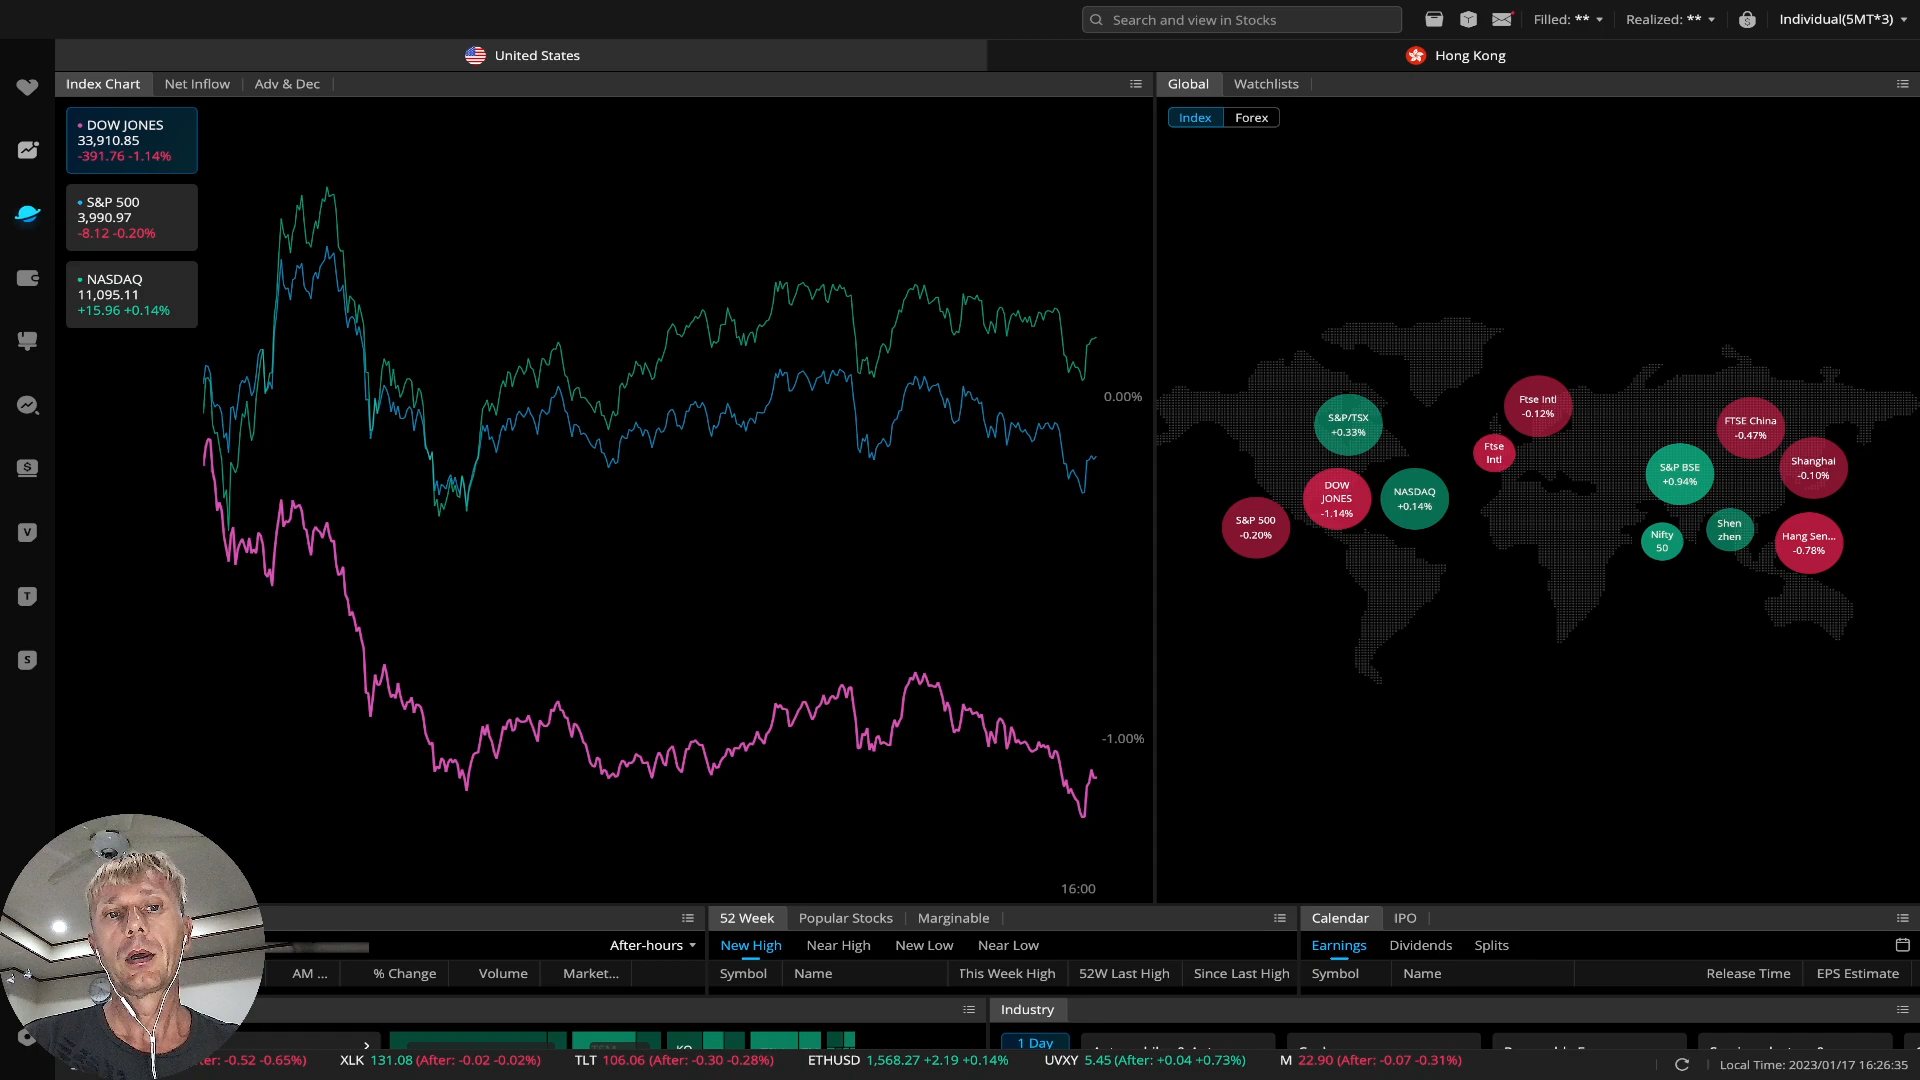 Search and view in Stocks
Filled: **
Realized: **
Individual(5MT*3)
United States
Hong Kong
Index Chart
Net Inflow
Adv & Dec
Global
Watchlists
Index
Forex
DOW JONES
33,910.85
-391.76 -1.14%
S&P 500
3,990.97
-8.12 -0.20%
NASDAQ
11,095.11
+15.96 +0.14%
0.00%
-1.00%
16:00
Ftse Intl
-0.12%
S&P/TSX
+0.33%
FTSE China
-0.47%
Ftse
Intl
Shanghai
-0.10%
S&P BSE
+0.94%
DOW
JONES
-1.14%
NASDAQ
+0.14%
S&P 500
-0.20%
Shen
zhen
Nifty
50
Hang Sen...
-0.78%
V
T
S
52 Week
Popular Stocks
Marginable
Calendar
IPO
After-hours
New High
Near High
New Low
Near Low
Earnings
Dividends
Splits
AM ...
% Change
Volume
Market...
Symbol
Name
This Week High
52W Last High
Since Last High
Symbol
Name
Release Time
EPS Estimate
Industry
1 Day
-0.52 -0.65%)
XLK 131.08 (After: -0.02 -0.02%)
TLT 106.06 (After: -0.30 -0.28%)
ETHUSD 1,568.27 +2.19 +0.14%
UVXY 5.45 (After: +0.04 +0.73%)
M 22.90 (After: -0.07 -0.31%)
Local Time: 2023/01/17 16:26:35